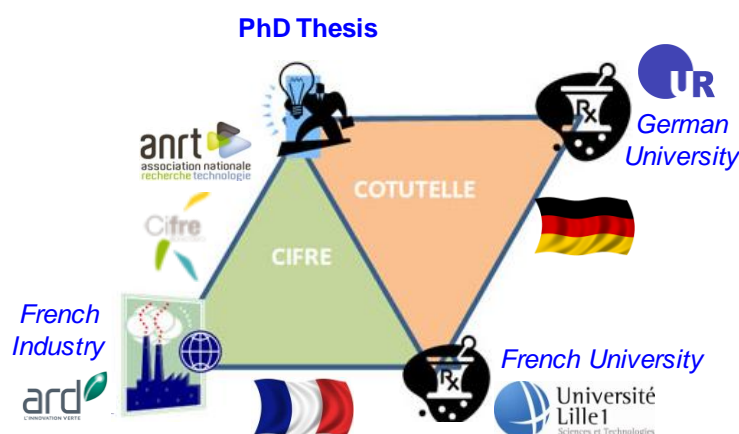 PhD Thesis
anrt
association nationale
recherche technologie
UR
German
University
Rx
COTUTELLE
Cifre
CIFRE
French
Industry
ard
L'INNOVATION VERTE
Rx
French University
Université
Lille1
Sciences et Technologies